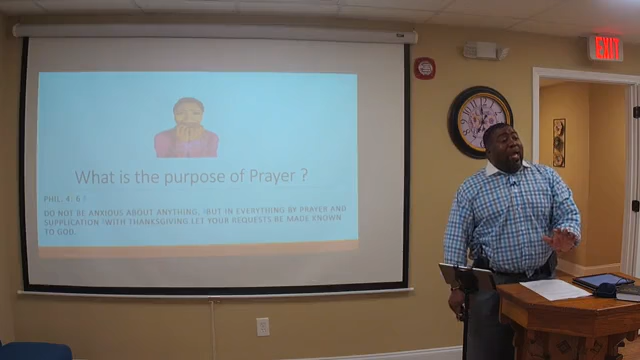 What is the purpose of Prayer ?
PHIL. 4: 6
DO NOT BE ANXIOUS ABOUT ANYTHING, BUT IN EVERYTHING BY PRAYER AND
SUPPLICATION WITH THANKSGIVING LET YOUR REQUESTS BE MADE KNOWN
TO GOD.
EXIT